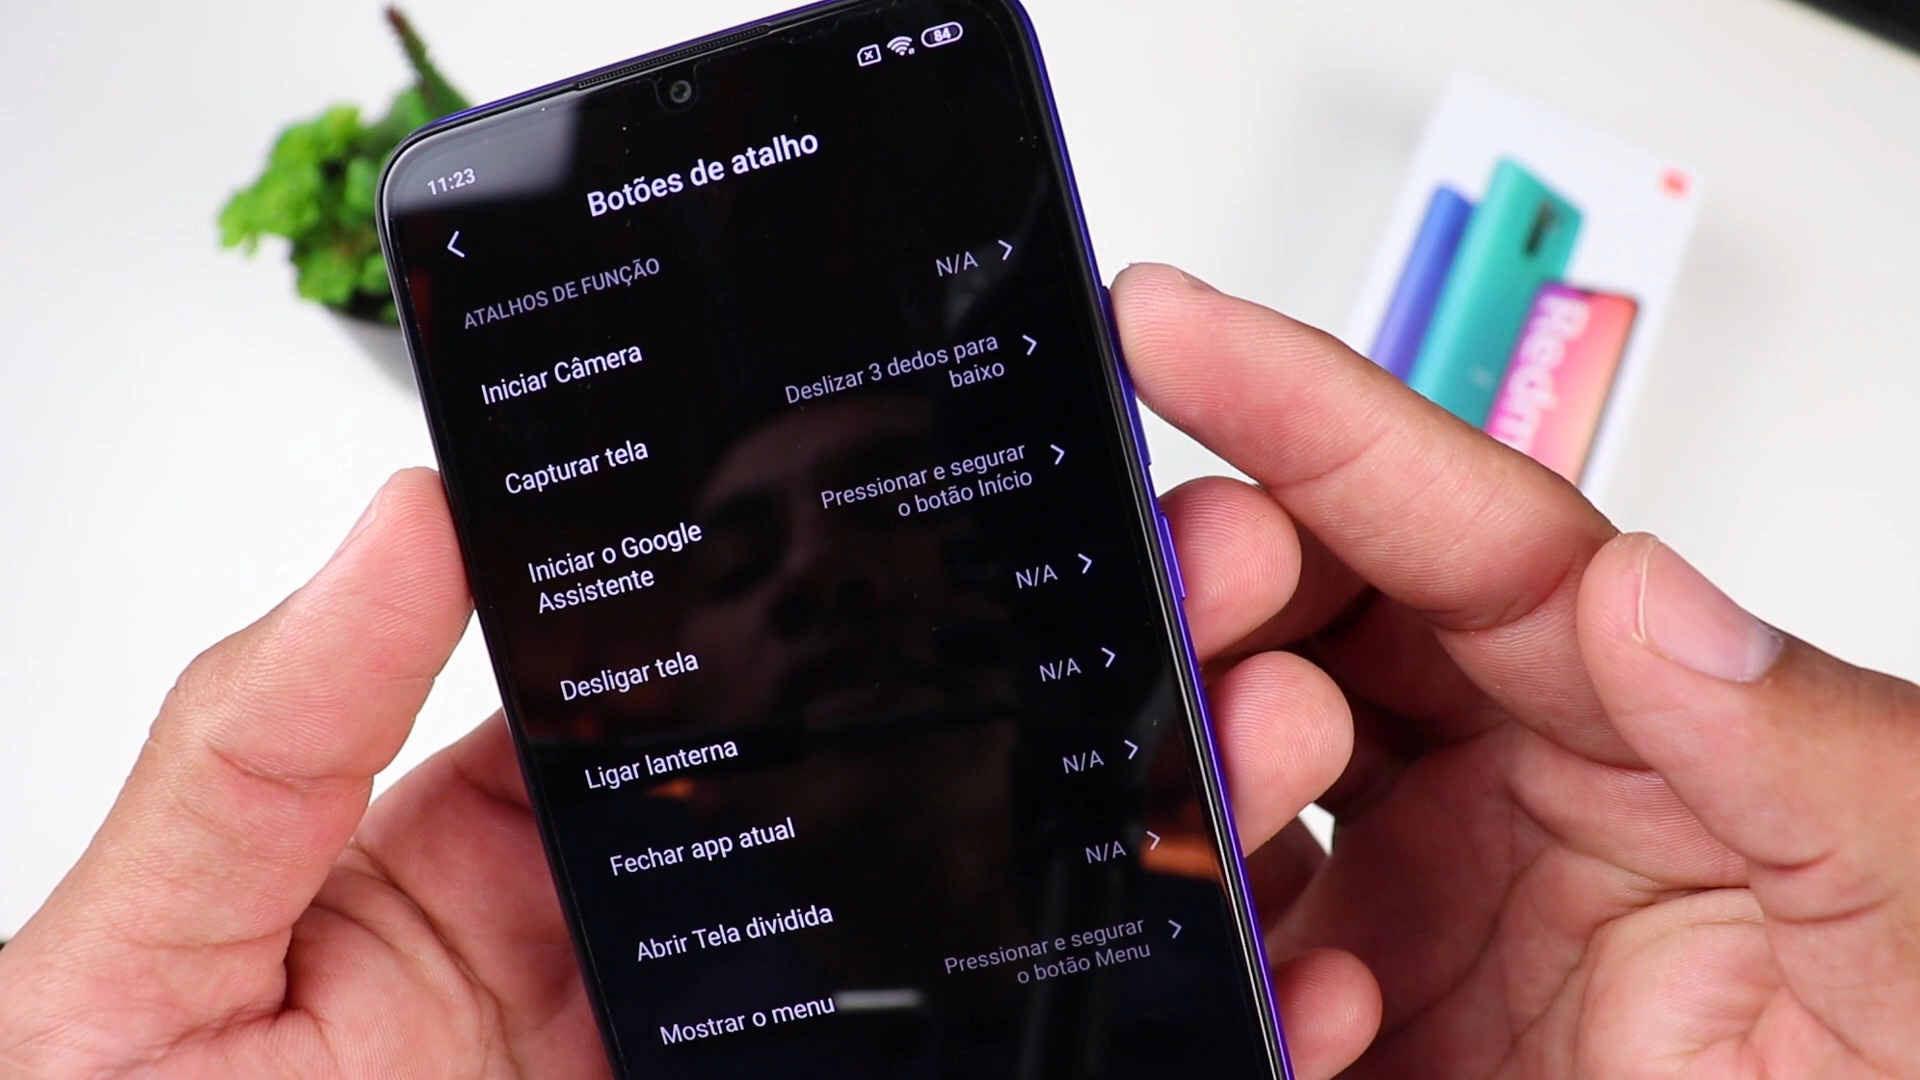 84
11:23
Botões de atalho
ATALHOS DE FUNÇÃO
Iniciar Câmera
N/A
Capturar tela
Deslizar 3 dedos para
baixo
Iniciar o Google
Assistente
Pressionar e segurar
o botão Início
Desligar tela
N/A
Ligar lanterna
N/A
Fechar app atual
N/A
Abrir Tela dividida
N/A
Mostrar o menu
Pressionar e segurar
o botão Menu
Redm